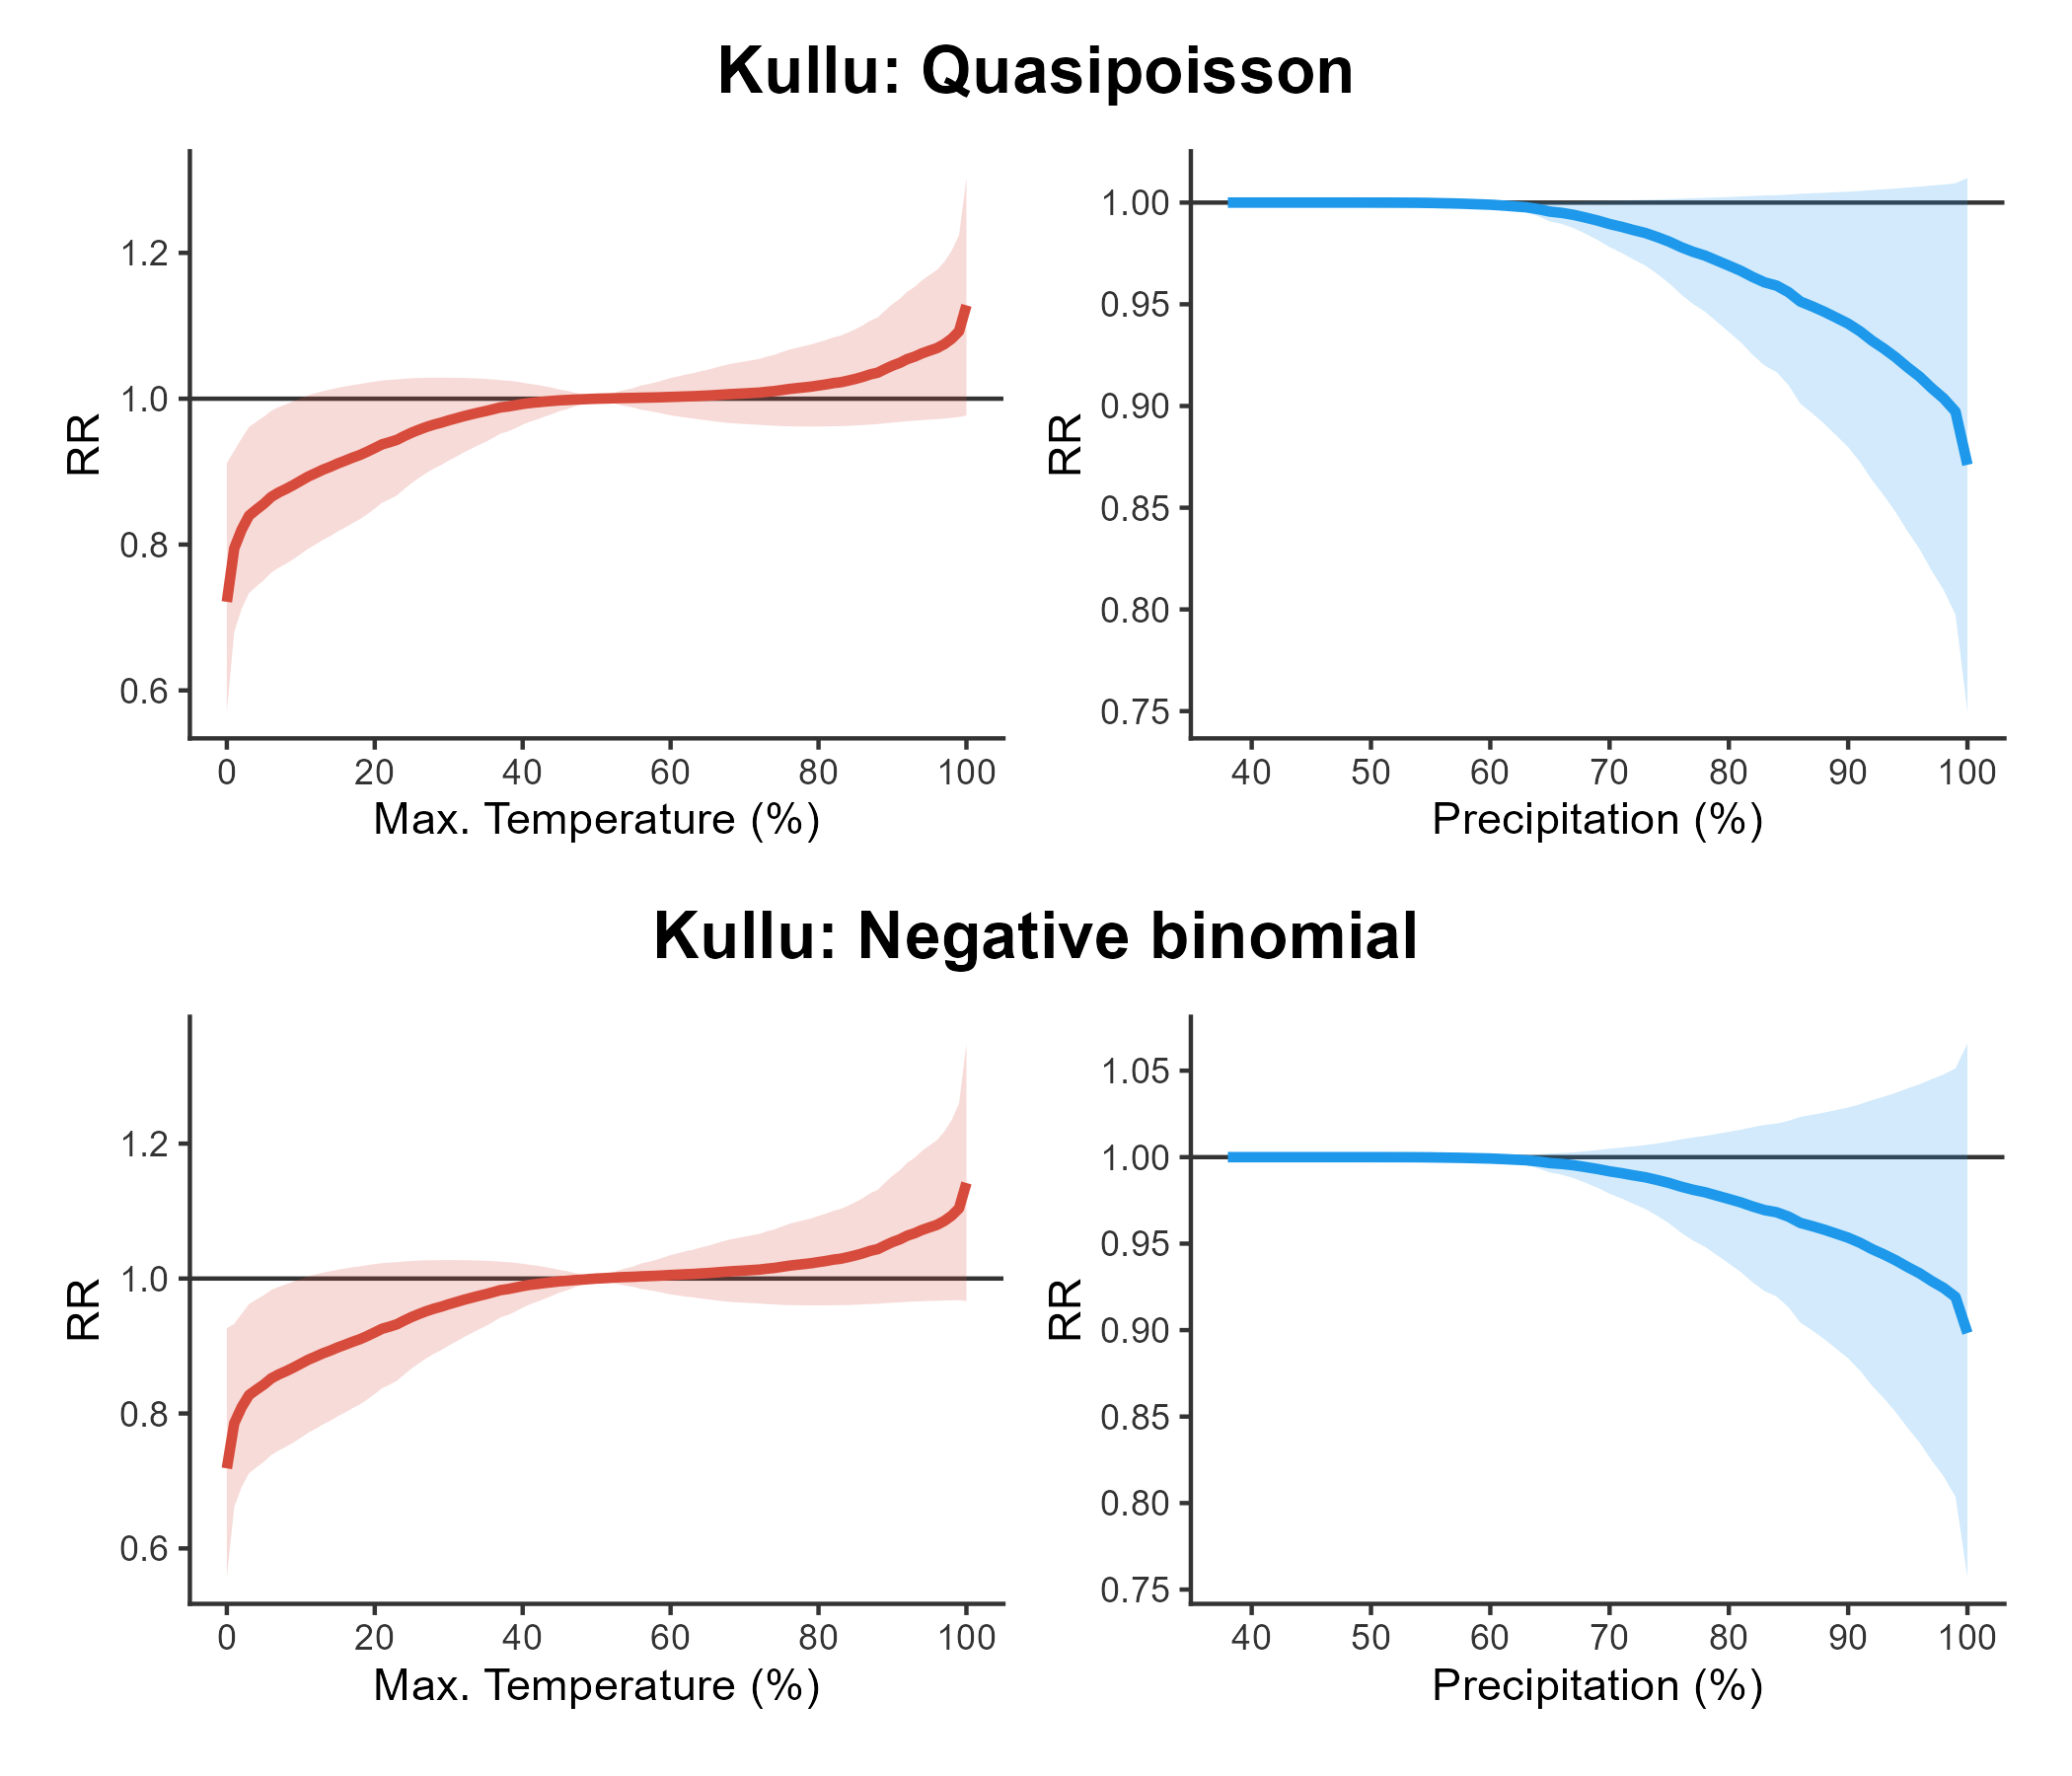 Kullu: Quasipoisson
RR
1.2
1.0
0.8
0.6
0 20 40 60 80 100
Max. Temperature (%)
RR
1.00
0.95
0.90
0.85
0.80
0.75
40 50 60 70 80 90 100
Precipitation (%)
Kullu: Negative binomial
RR
1.2
1.0
0.8
0.6
0 20 40 60 80 100
Max. Temperature (%)
RR
1.05
1.00
0.95
0.90
0.85
0.80
0.75
40 50 60 70 80 90 100
Precipitation (%)